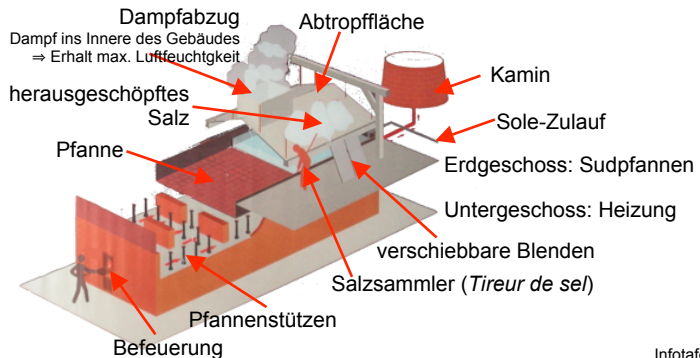 Dampfabzug
Dampf ins Innere des Gebäudes
⇒ Erhalt max. Luftfeuchtgkeit
Abtropffläche
Kamin
herausgeschöpftes
Salz
Sole-Zulauf
Pfanne
Erdgeschoss: Sudpfannen
Untergeschoss: Heizung
verschiebbare Blenden
Salzsammler (Tireur de sel)
Pfannenstützen
Befeuerung
Infotaf